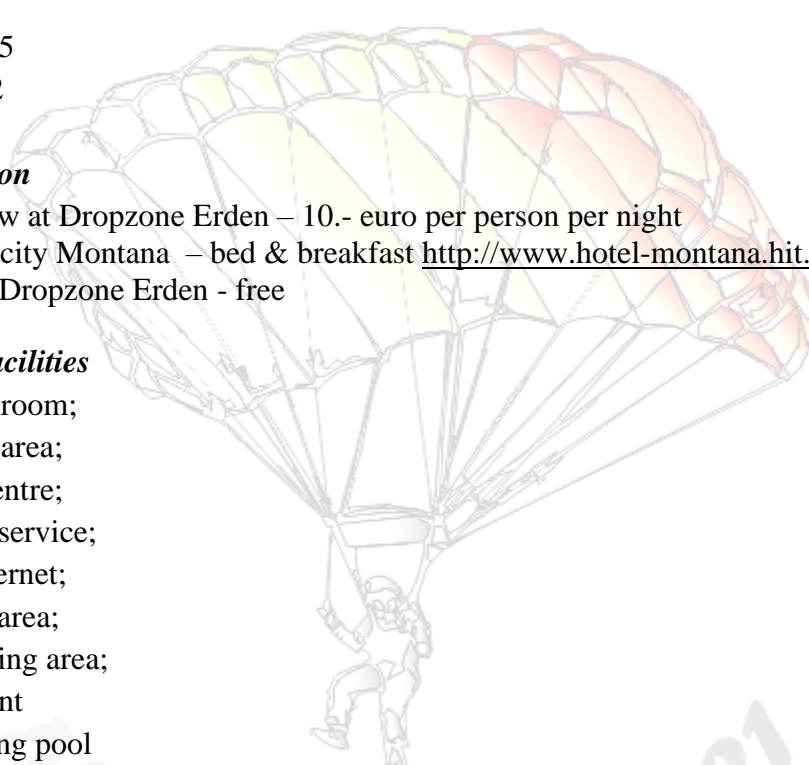 5
2
on
w at Dropzone Erden – 10.- euro per person per night
city Montana – bed & breakfast http://www.hotel-montana.hit.
Dropzone Erden - free
acilities
room;
area;
entre;
service;
ernet;
area;
ing area;
nt
ng pool